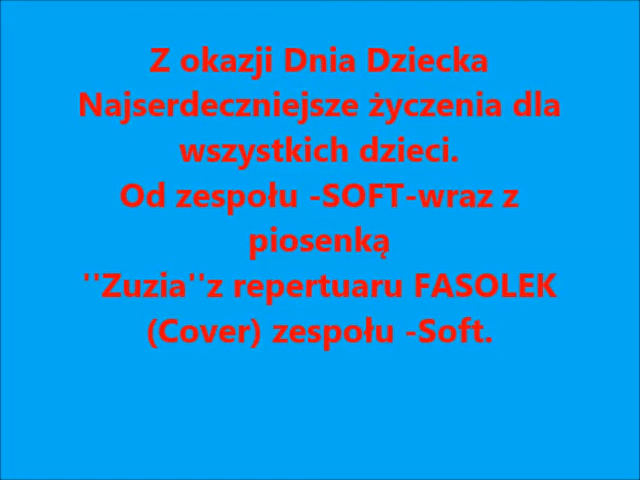 Z okazji Dnia Dziecka
Najserdeczniejsze życzenia dla
wszystkich dzieci.
Od zespołu -SOFT-wraz z
piosenką
''Zuzia''z repertuaru FASOLEK
(Cover) zespołu -Soft.